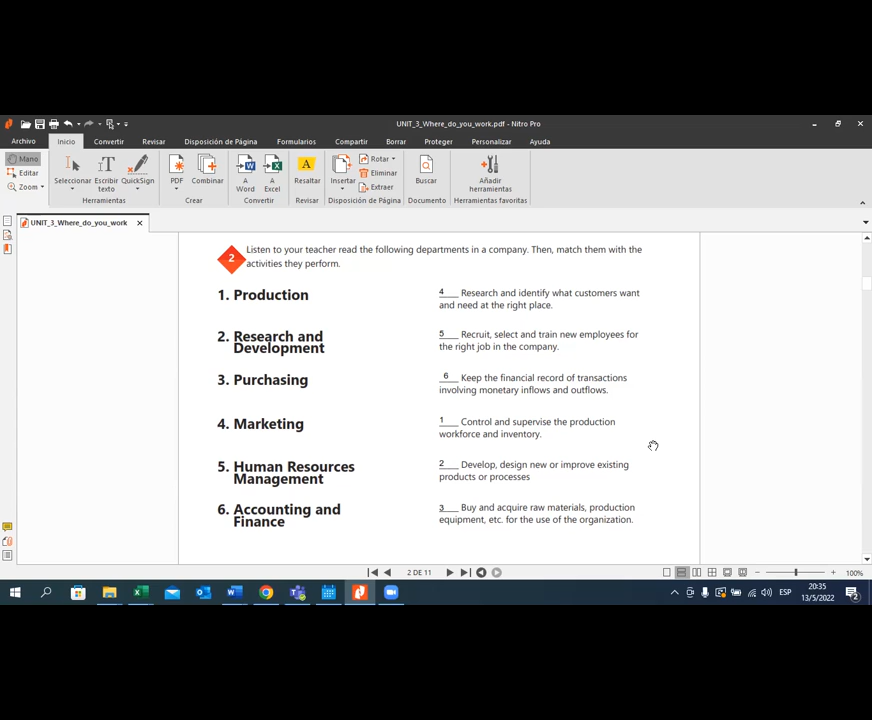 UNIT_3_Where_do_you_work.pdf - Nitro Pro
Archivo Inicio Convertir Revisar Disposición de Página Formularios Compartir Borrar Proteger Personalizar Ayuda
Mano
Editar
Zoom
Seleccionar Escribir texto QuickSign
Herramientas
PDF Combinar
Crear
A Word A Excel
Convertir
Resaltar
Revisar
Insertar
Rotar
Eliminar
Extraer
Disposición de Página
Buscar
Documento
Añadir herramientas
Herramientas favoritas
UNIT_3_Where_do_you_work
2
Listen to your teacher read the following departments in a company. Then, match them with the
activities they perform.
1. Production
4 Research and identify what customers want
and need at the right place.
2. Research and
Development
5 Recruit, select and train new employees for
the right job in the company.
3. Purchasing
6 Keep the financial record of transactions
involving monetary inflows and outflows.
4. Marketing
1 Control and supervise the production
workforce and inventory.
5. Human Resources
Management
2 Develop, design new or improve existing
products or processes
6. Accounting and
Finance
3 Buy and acquire raw materials, production
equipment, etc. for the use of the organization.
2 DE 11
100%
ESP
20:35
13/5/2022
2